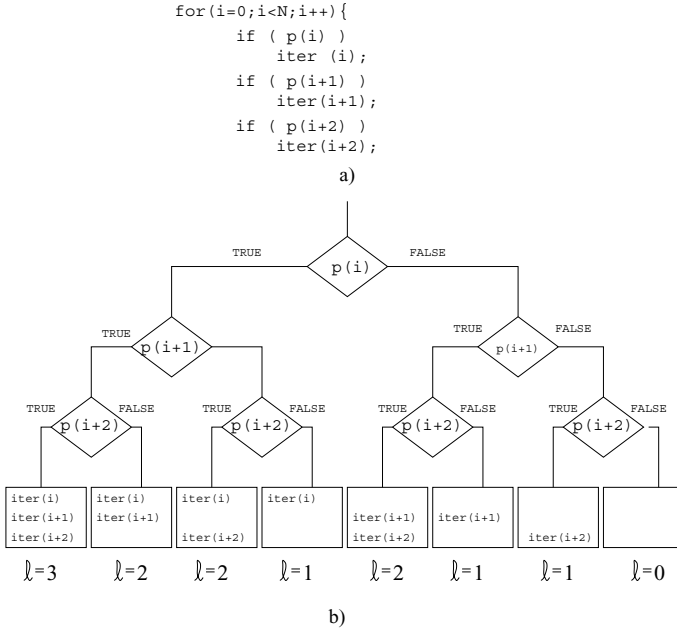 for(i=0;i<N;i++){
if ( p(i) )
iter (i);
if ( p(i+1) )
iter(i+1);
if ( p(i+2) )
iter(i+2);
a)
TRUE FALSE
p(i)
TRUE TRUE FALSE
p(i+1) p(i+1)
TRUE FALSE TRUE FALSE TRUE FALSE TRUE FALSE
p(i+2) p(i+2) p(i+2) p(i+2)
iter(i) iter(i) iter(i) iter(i)
iter(i+1) iter(i+1) iter(i+1) iter(i+1)
iter(i+2) iter(i+2) iter(i+2) iter(i+2)
ℓ=3 ℓ=2 ℓ=2 ℓ=1 ℓ=2 ℓ=1 ℓ=1 ℓ=0
b)